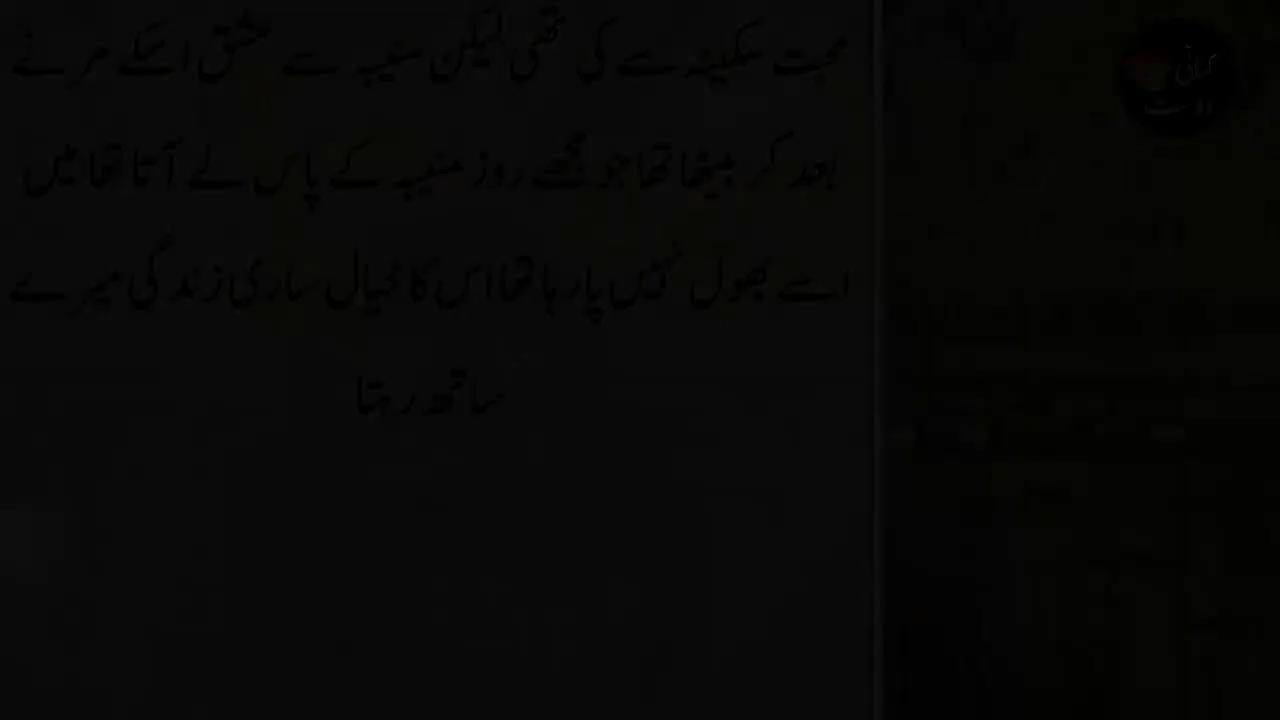 محبت سکینہ سے کی تھی لیکن منیبہ سے عشق اسکے مرنے
بعد کر بیٹھا تھا جو مجھے روز منیبہ کے پاس لے آتا تھا میں
اسے بھول نہیں پا رہا تھا اس کا خیال ساری زندگی میرے
ساتھ رہتا
کہانی